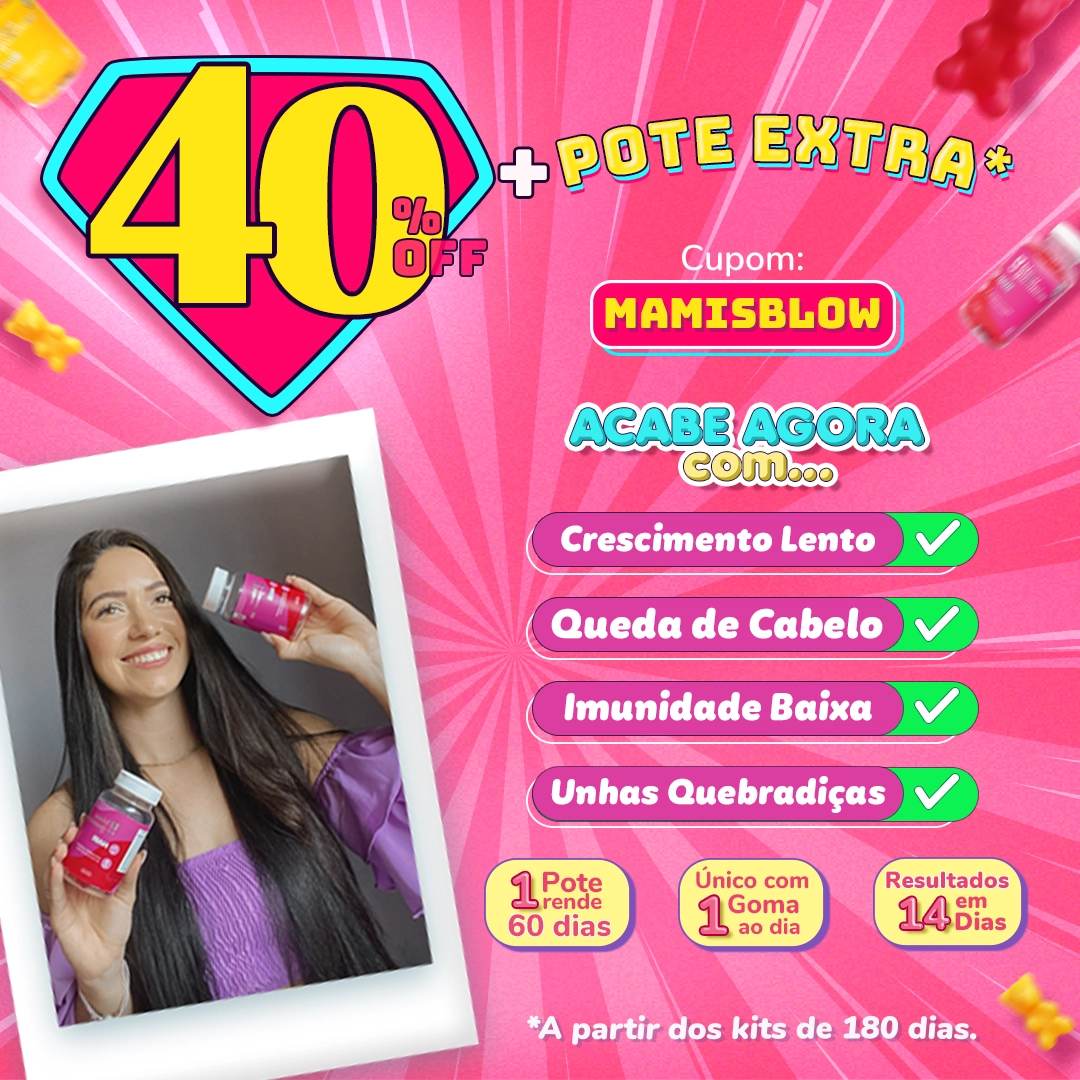 40
%
OFF
+ POTE EXTRA*
Cupom:
MAMISBLOW
ACABE AGORA
com...
Crescimento Lento
Queda de Cabelo
Imunidade Baixa
Unhas Quebradiças
1 Pote
rende
60 dias
Único com
1 Goma
ao dia
Resultados
14 em
Dias
*A partir dos kits de 180 dias.